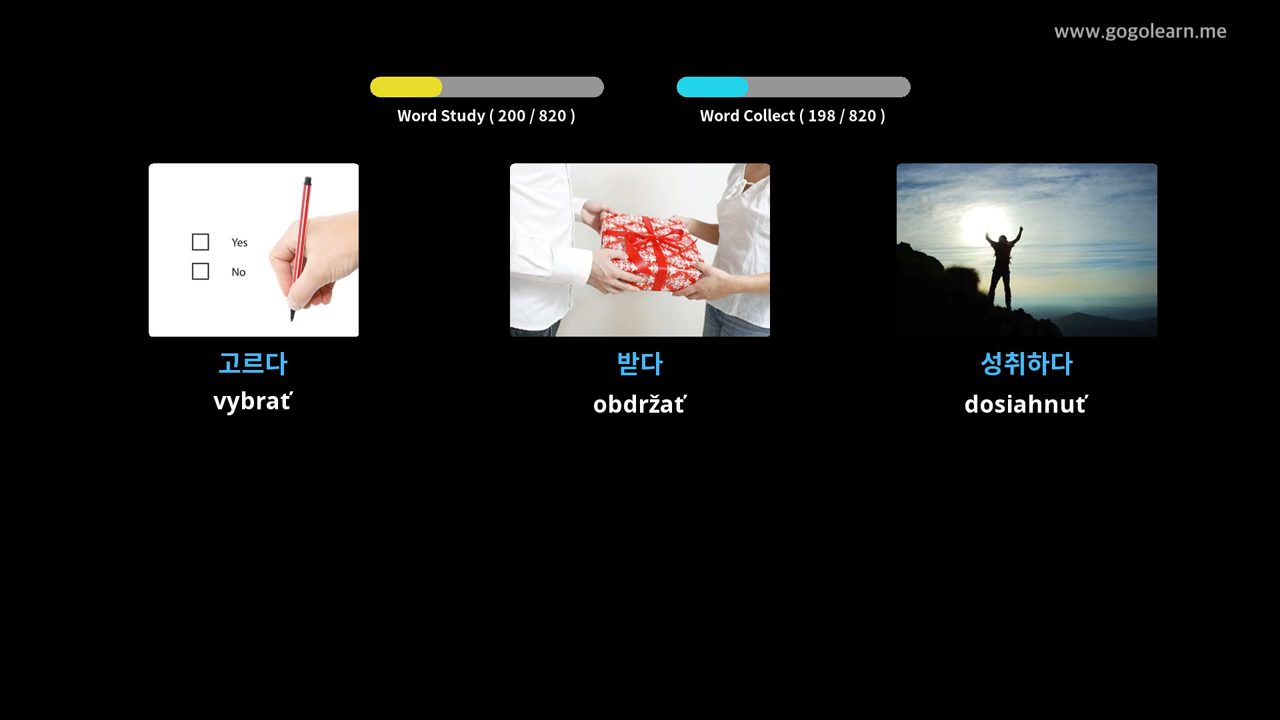 www.gogolearn.me
Word Study ( 200 / 820 )
Word Collect ( 198 / 820 )
Yes
No
고르다
받다
성취하다
vybrať
obdržať
dosiahnuť